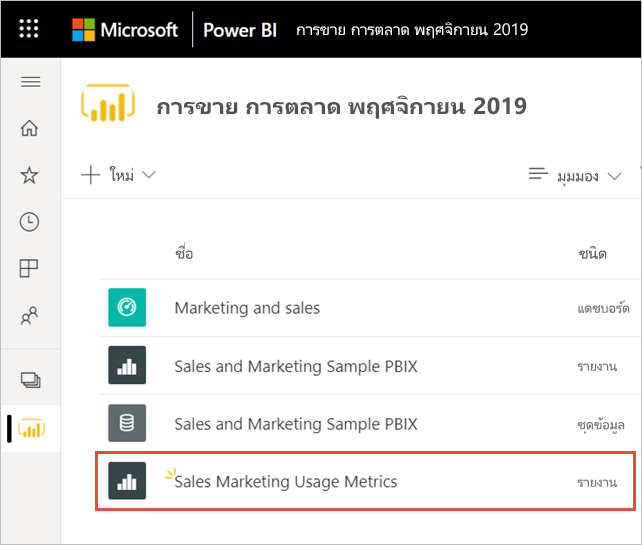 Microsoft Power BI การขาย การตลาด พฤศจิกายน 2019
การขาย การตลาด พฤศจิกายน 2019
ใหม่ มุมมอง
ชื่อ ชนิด
Marketing and sales แดชบอร์ด
Sales and Marketing Sample PBIX รายงาน
Sales and Marketing Sample PBIX ชุดข้อมูล
Sales Marketing Usage Metrics รายงาน